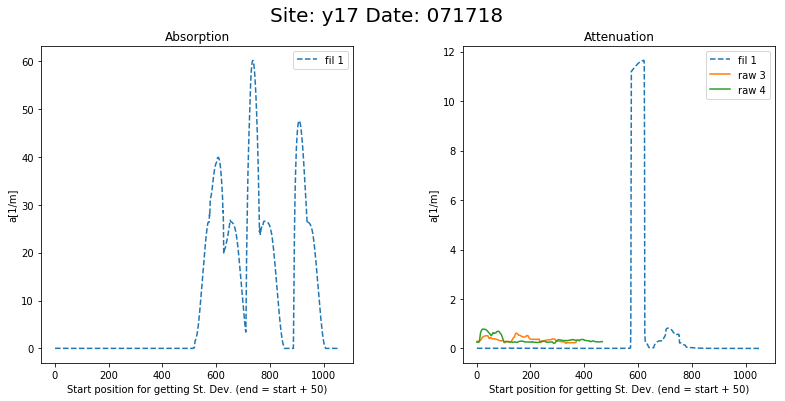 Site: y17 Date: 071718
Absorption
fil 1
60
50
40
30
20
10
0
a[1/m]
0 200 400 600 800 1000
Start position for getting St. Dev. (end = start + 50)
Attenuation
fil 1
raw 3
raw 4
12
10
8
6
4
2
0
a[1/m]
0 200 400 600 800 1000
Start position for getting St. Dev. (end = start + 50)